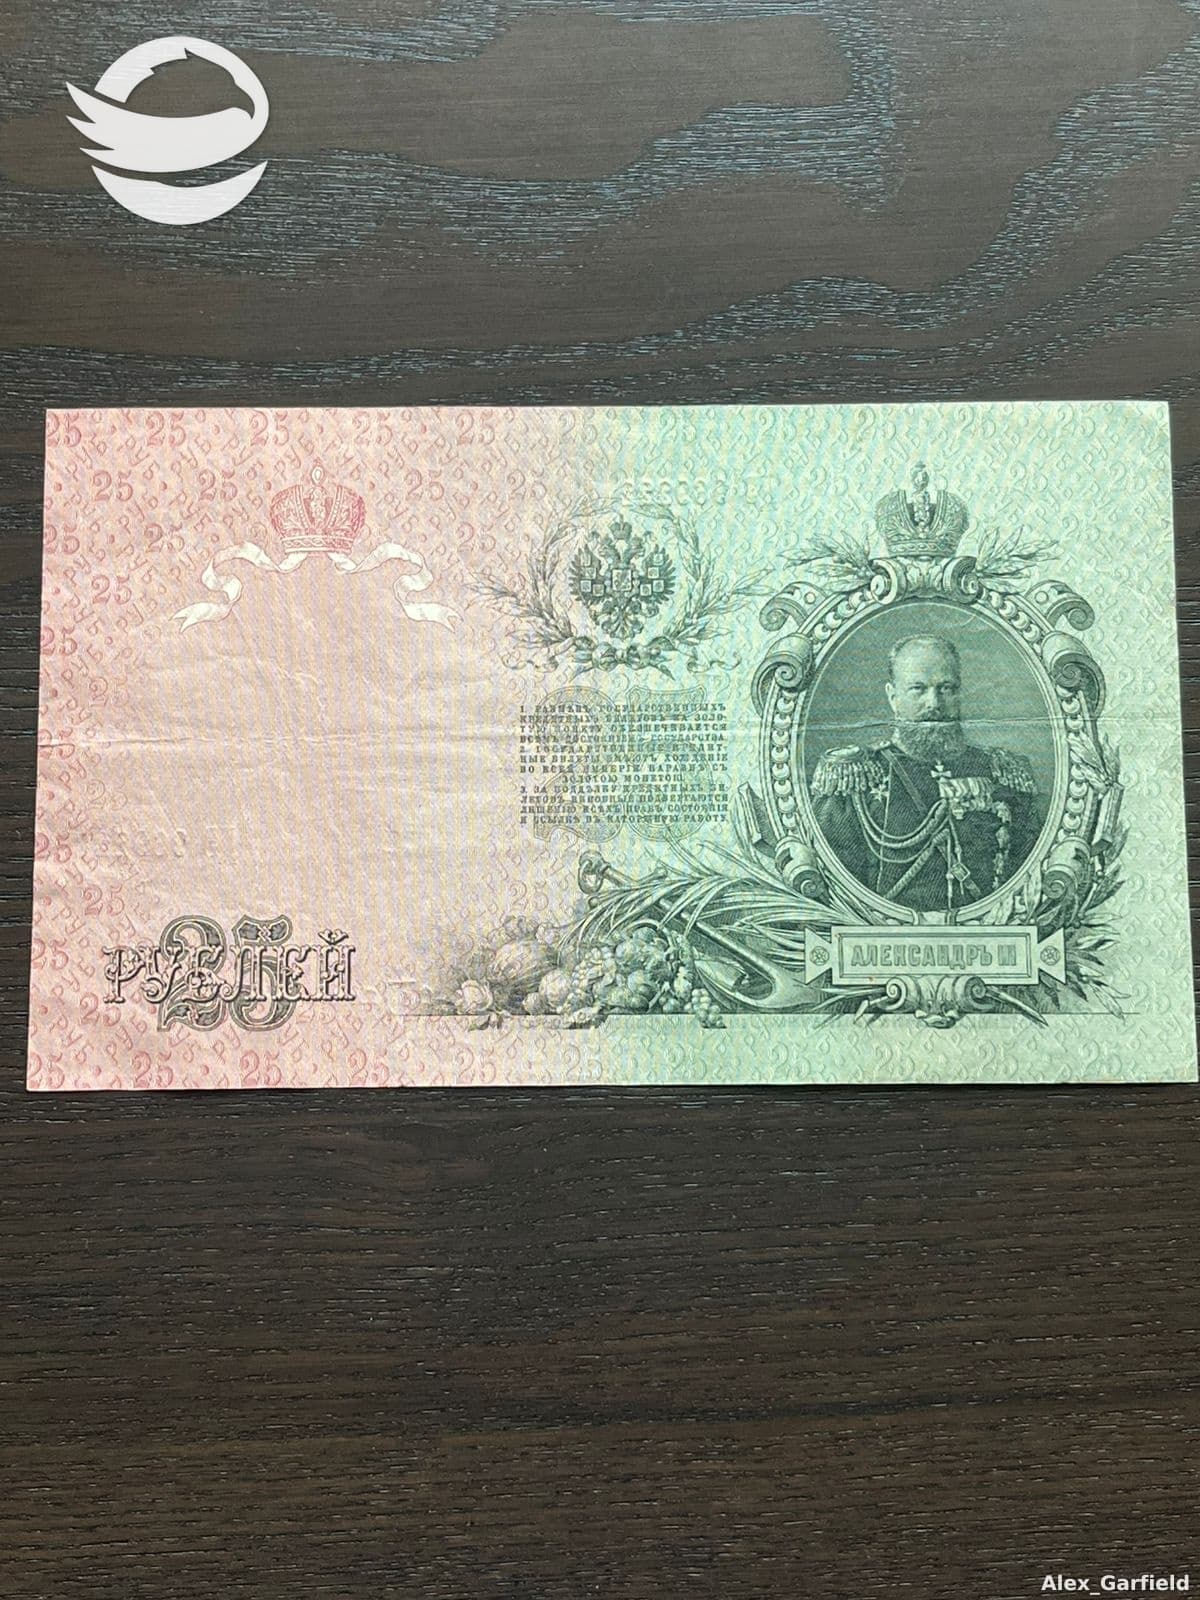 25 РУБЛЕЙ
1. РАЗМѢНЪ ГОСУДАРСТВЕННЫХЪ
КРЕДИТНЫХЪ БИЛЕТОВЪ НА ЗОЛО-
ТУЮ МОНЕТУ ОБЕЗПЕЧИВАЕТСЯ
ВСѢМЪ ДОСТОЯНІЕМЪ ГОСУДАРСТВА.
2. ГОСУДАРСТВЕННЫЕ КРЕДИТ-
НЫЕ БИЛЕТЫ ИМѢЮТЪ ХОЖДЕНІЕ
ВО ВСЕЙ ИМПЕРІИ НАРАВНѢ СЪ
ЗОЛОТОЮ МОНЕТОЮ.
3. ЗА ПОДДѢЛКУ КРЕДИТНЫХЪ БИ-
ЛЕТОВЪ ВИНОВНЫЕ ПОДВЕРГАЮТСЯ
ЛИШЕНІЮ ВСѢХЪ ПРАВЪ СОСТОЯНІЯ
И ССЫЛКѢ ВЪ КАТОРЖНУЮ РАБОТУ.
АЛЕКСАНДРЪ III
Alex_Garfield